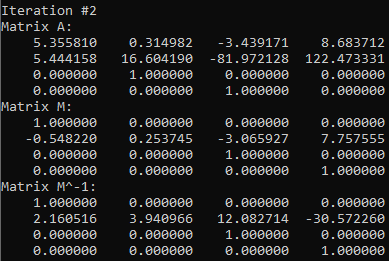 Iteration #2
Matrix A:
5.355810 0.314982 -3.439171 8.683712
5.444158 16.604190 -81.972128 122.473331
0.000000 1.000000 0.000000 0.000000
0.000000 0.000000 1.000000 0.000000
Matrix M:
1.000000 0.000000 0.000000 0.000000
-0.548220 0.253745 -3.065927 7.757555
0.000000 0.000000 1.000000 0.000000
0.000000 0.000000 0.000000 1.000000
Matrix M^-1:
1.000000 0.000000 0.000000 0.000000
2.160516 3.940966 12.082714 -30.572260
0.000000 0.000000 1.000000 0.000000
0.000000 0.000000 0.000000 1.000000